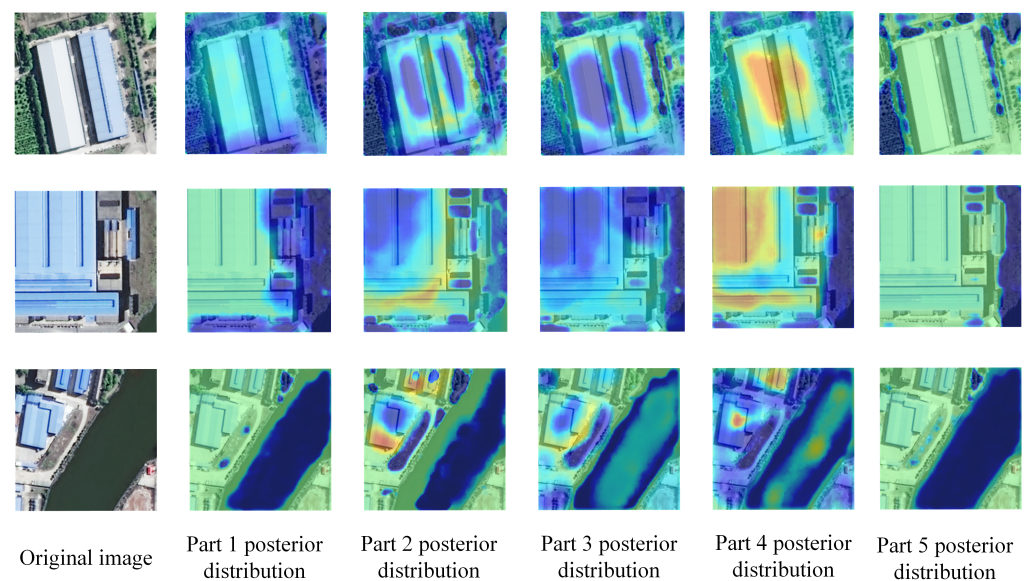 Original image
Part 1 posterior
distribution
Part 2 posterior
distribution
Part 3 posterior
distribution
Part 4 posterior
distribution
Part 5 posterior
distribution